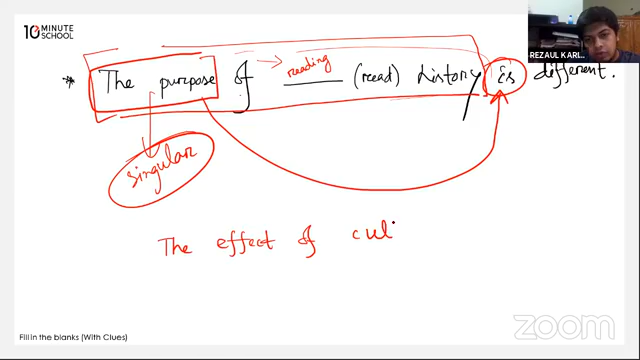 10 MINUTE SCHOOL
REZAUL KARI
reading
* The purpose of ____ (read) history is different.
singular
The effect of cul
Fill in the blanks (With Clues)
zoom